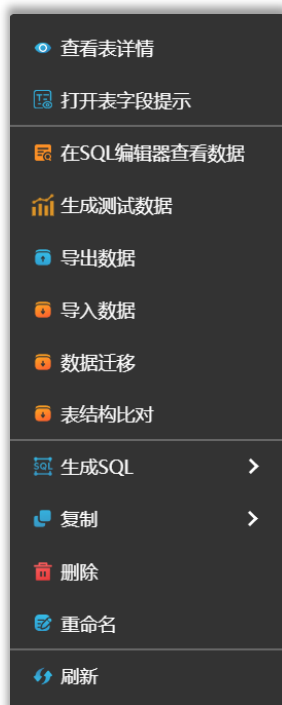 查看表详情
打开表字段提示
在SQL编辑器查看数据
生成测试数据
导出数据
导入数据
数据迁移
表结构比对
生成SQL
复制
删除
重命名
刷新